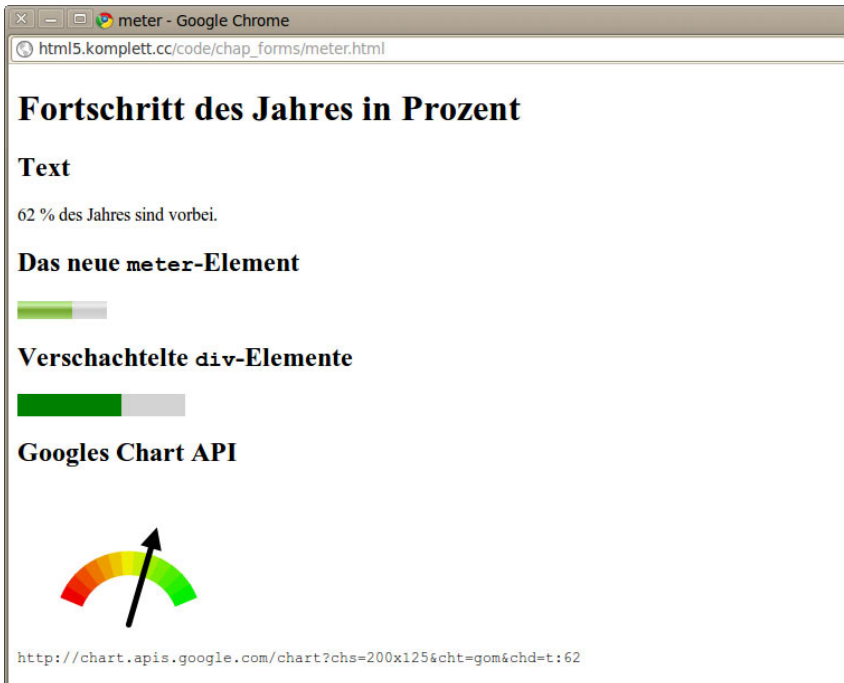 meter - Google Chrome
html5.komplett.cc/code/chap_forms/meter.html
Fortschritt des Jahres in Prozent
Text
62 % des Jahres sind vorbei.
Das neue meter-Element
Verschachtelte div-Elemente
Googles Chart API
http://chart.apis.google.com/chart?chs=200x125&cht=gom&chd=t:62